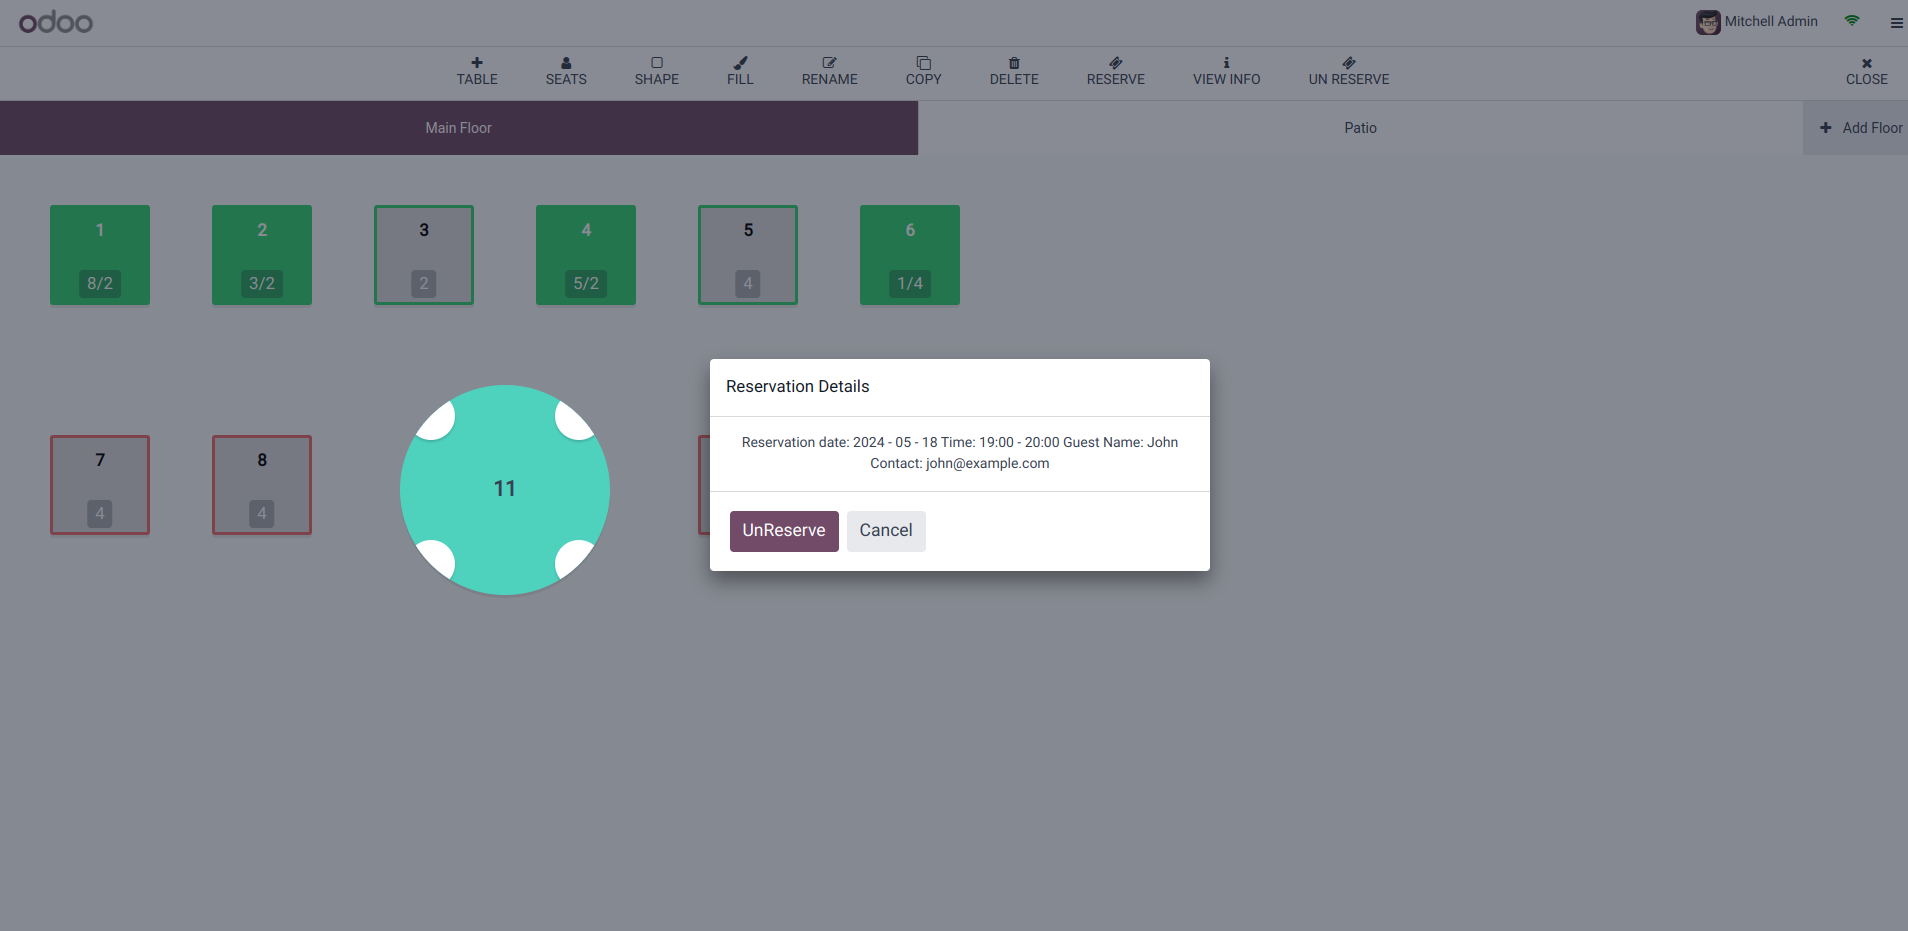 odoo
Mitchell Admin
TABLE SEATS SHAPE FILL RENAME COPY DELETE RESERVE VIEW INFO UN RESERVE CLOSE
Main Floor Patio Add Floor
1 2 3 4 5 6
8/2 3/2 2 5/2 4 1/4
Reservation Details
Reservation date: 2024 - 05 - 18 Time: 19:00 - 20:00 Guest Name: John
Contact: john@example.com
7 8
11
4 4
UnReserve Cancel